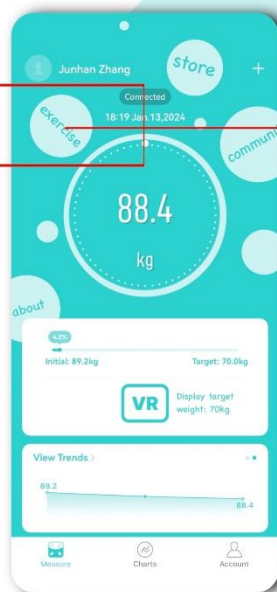 Junhan Zhang
store
+
Connected
18:19 Jan.13,2024
exercise
communi
88.4
kg
about
4.2%
Initial: 89.2kg
Target: 70.0kg
VR
Display target
weight: 70kg
View Trends >
89.2
88.4
Measure
Charts
Account